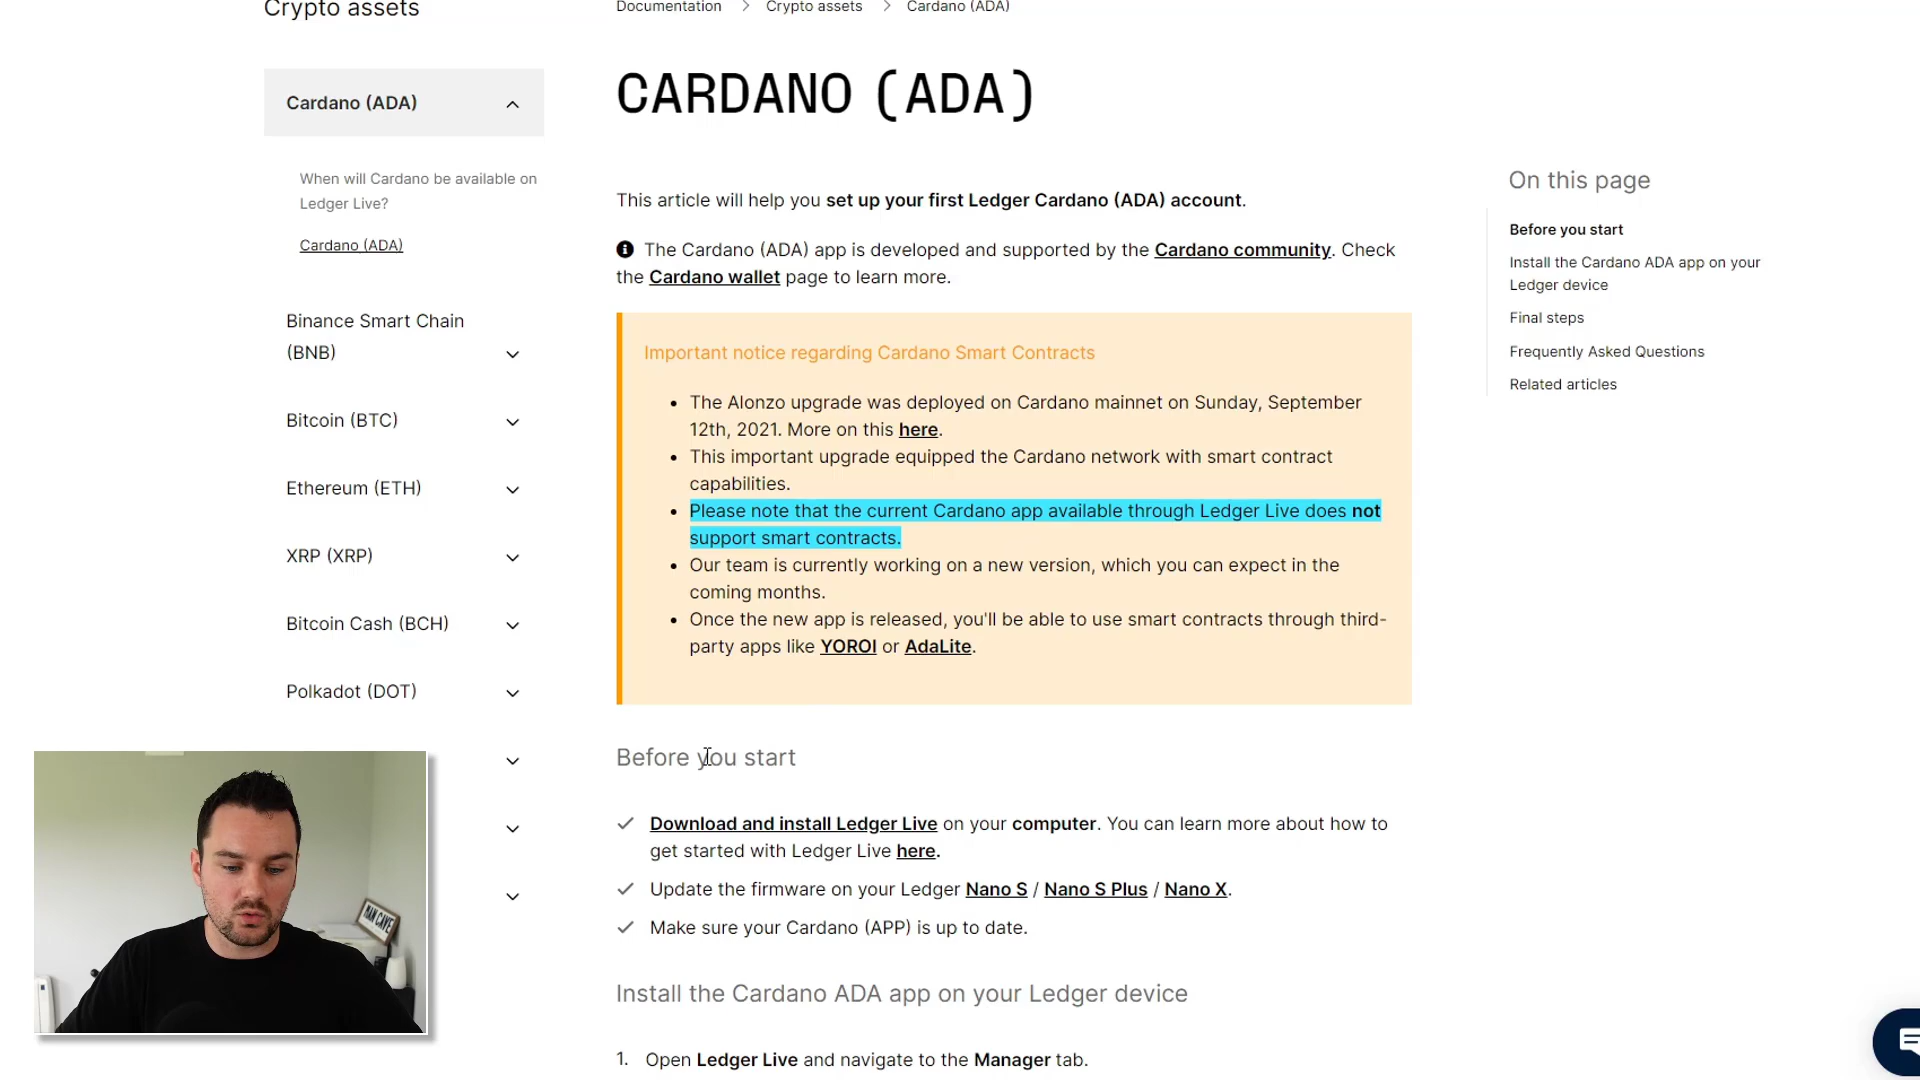 Crypto assets
Documentation > Crypto assets > Cardano (ADA)
Cardano (ADA)
When will Cardano be available on
Ledger Live?
Cardano (ADA)
Binance Smart Chain
(BNB)
Bitcoin (BTC)
Ethereum (ETH)
XRP (XRP)
Bitcoin Cash (BCH)
Polkadot (DOT)
CARDANO (ADA)
This article will help you set up your first Ledger Cardano (ADA) account.
The Cardano (ADA) app is developed and supported by the Cardano community. Check
the Cardano wallet page to learn more.
Important notice regarding Cardano Smart Contracts
• The Alonzo upgrade was deployed on Cardano mainnet on Sunday, September
12th, 2021. More on this here.
• This important upgrade equipped the Cardano network with smart contract
capabilities.
• Please note that the current Cardano app available through Ledger Live does not
support smart contracts.
• Our team is currently working on a new version, which you can expect in the
coming months.
• Once the new app is released, you'll be able to use smart contracts through third-
party apps like YOROI or AdaLite.
Before you start
Download and install Ledger Live on your computer. You can learn more about how to
get started with Ledger Live here.
Update the firmware on your Ledger Nano S / Nano S Plus / Nano X.
Make sure your Cardano (APP) is up to date.
Install the Cardano ADA app on your Ledger device
1. Open Ledger Live and navigate to the Manager tab.
On this page
Before you start
Install the Cardano ADA app on your
Ledger device
Final steps
Frequently Asked Questions
Related articles
MAN CAVE